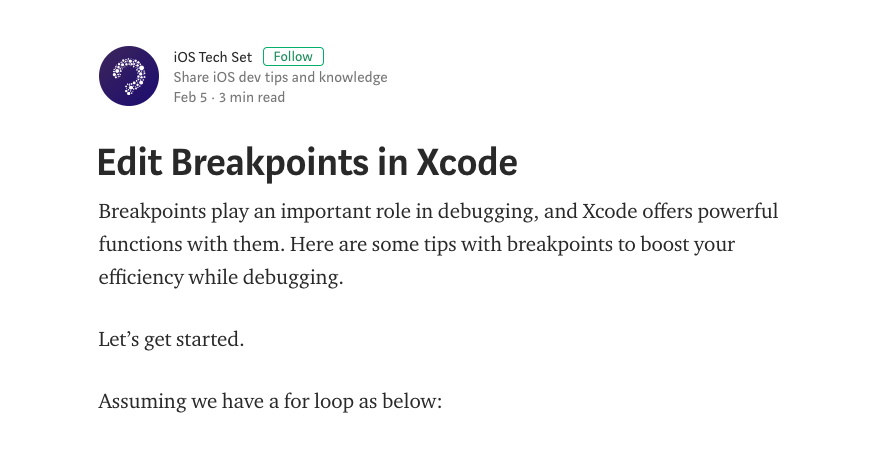 iOS Tech Set Follow
Share iOS dev tips and knowledge
Feb 5 · 3 min read
Edit Breakpoints in Xcode
Breakpoints play an important role in debugging, and Xcode offers powerful
functions with them. Here are some tips with breakpoints to boost your
efficiency while debugging.
Let’s get started.
Assuming we have a for loop as below: